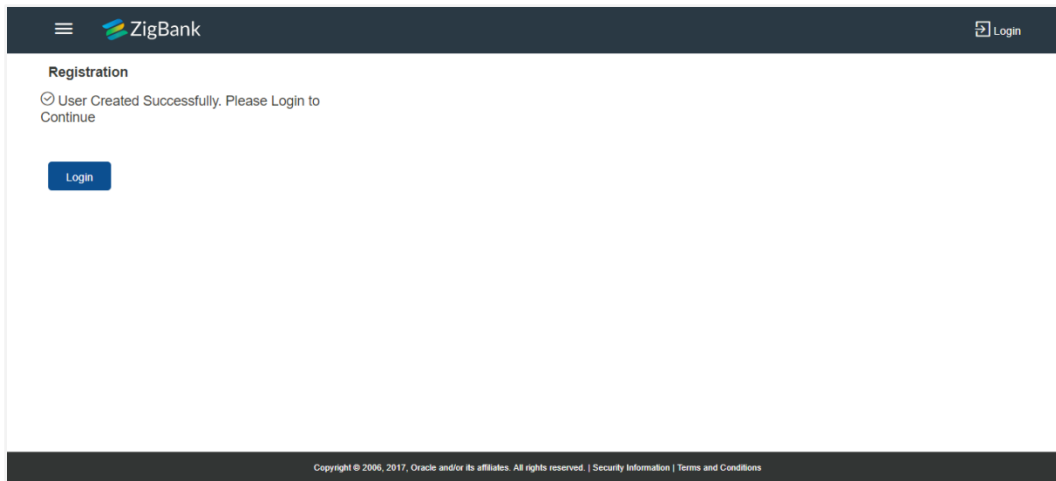 ZigBank
Login
Registration
User Created Successfully. Please Login to
Continue
Login
Copyright © 2006, 2017, Oracle and/or its affiliates. All rights reserved. | Security Information | Terms and Conditions